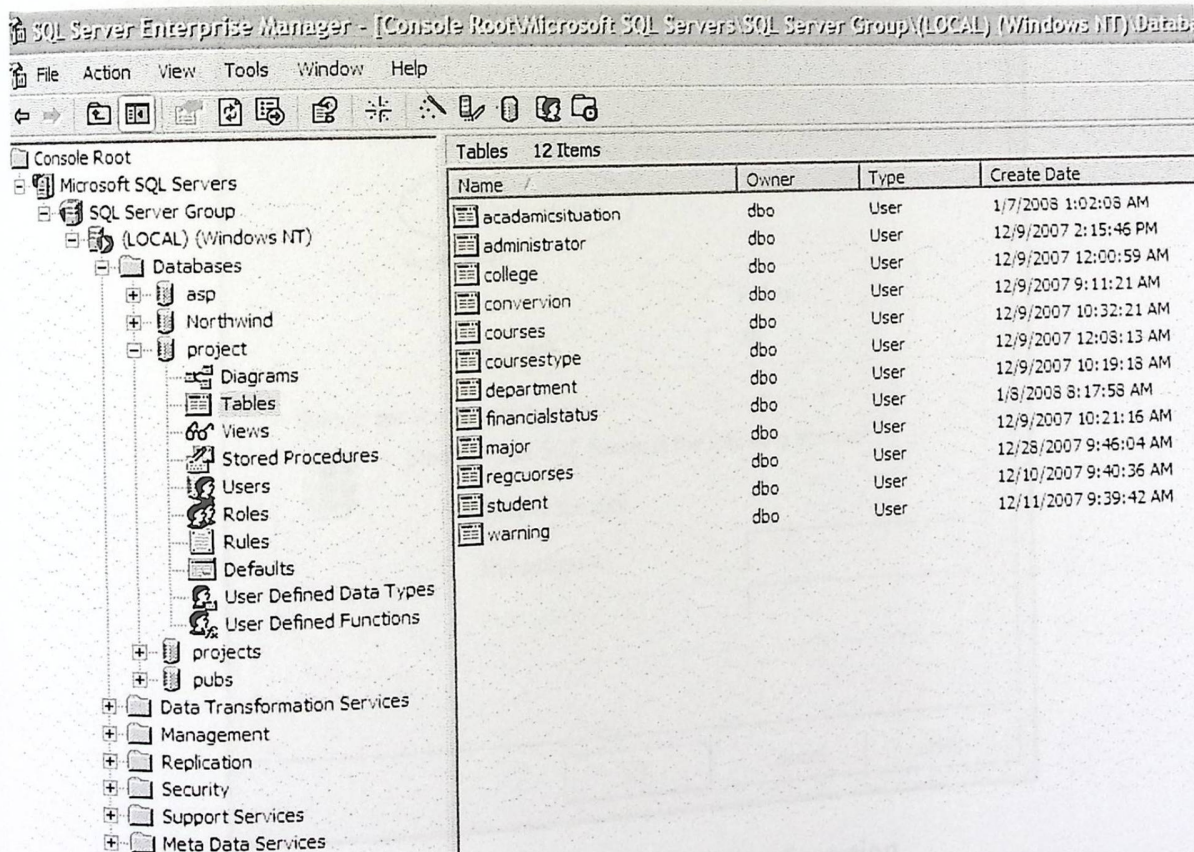 SQL Server Enterprise Manager - [Console Root\Microsoft SQL Servers\SQL Server Group\(LOCAL) (Windows NT)\Databa
File Action View Tools Window Help
Console Root
Microsoft SQL Servers
SQL Server Group
(LOCAL) (Windows NT)
Databases
asp
Northwind
project
Diagrams
Tables
Views
Stored Procedures
Users
Roles
Rules
Defaults
User Defined Data Types
User Defined Functions
projects
pubs
Data Transformation Services
Management
Replication
Security
Support Services
Meta Data Services
Tables 12 Items
Name Owner Type Create Date
acadamicsituation dbo User 1/7/2008 1:02:08 AM
administrator dbo User 12/9/2007 2:15:46 PM
college dbo User 12/9/2007 12:00:59 AM
convervion dbo User 12/9/2007 9:11:21 AM
courses dbo User 12/9/2007 10:32:21 AM
coursestype dbo User 12/9/2007 12:08:13 AM
department dbo User 12/9/2007 10:19:18 AM
financialstatus dbo User 1/8/2008 8:17:58 AM
major dbo User 12/9/2007 10:21:16 AM
regcuorses dbo User 12/28/2007 9:46:04 AM
student dbo User 12/10/2007 9:40:36 AM
warning dbo User 12/11/2007 9:39:42 AM